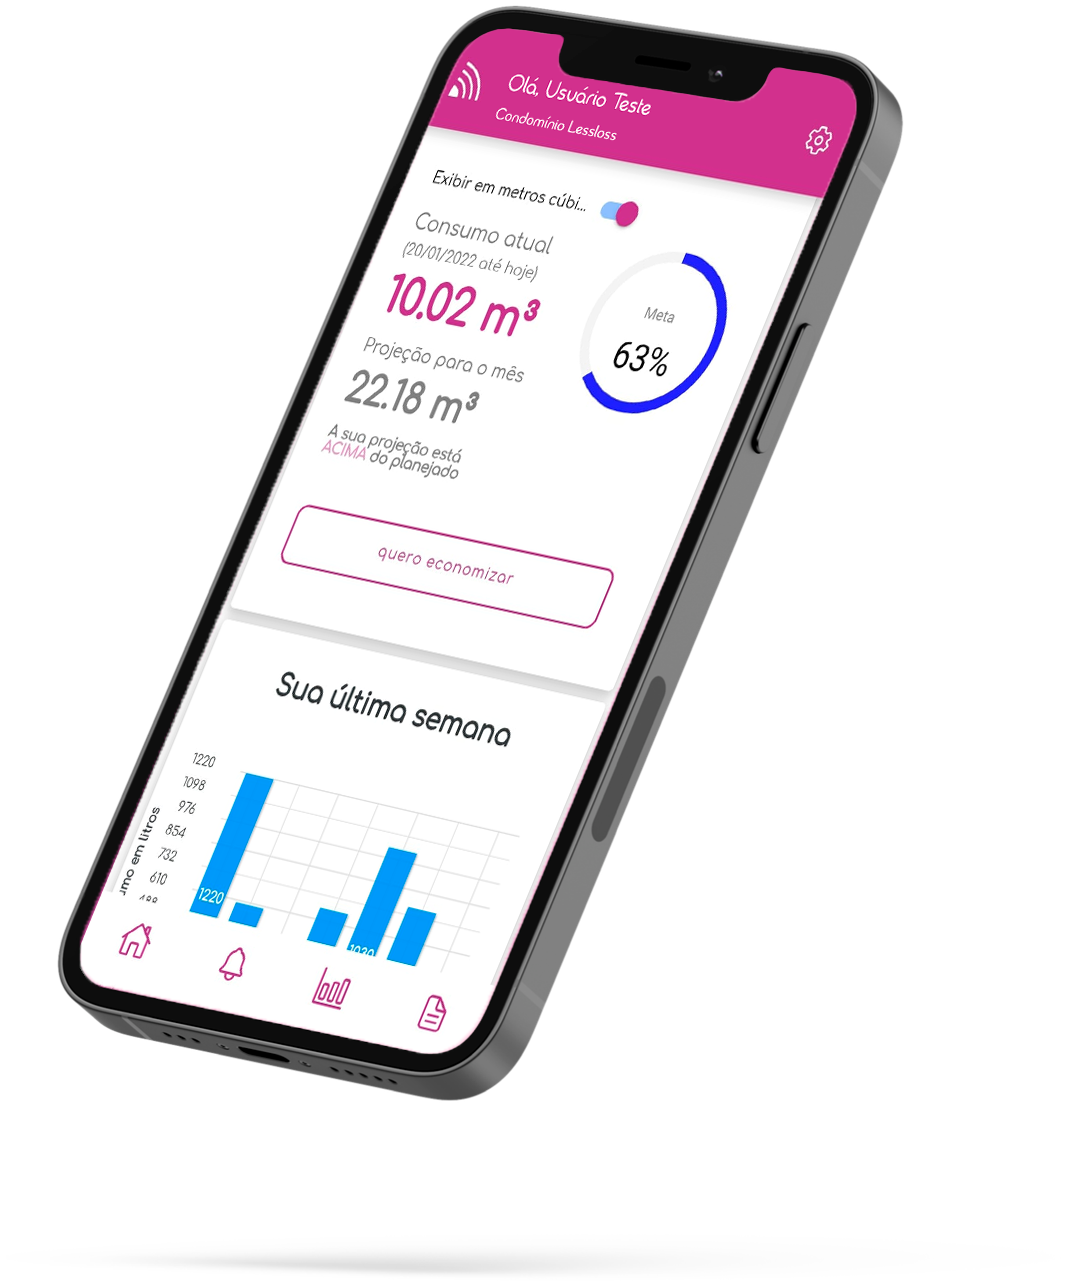 Olá, Usuário Teste
Condomínio Lessloss
Exibir em metros cúbi...
Consumo atual
(20/01/2022 até hoje)
10.02 m³
Projeção para o mês
22.18 m³
A sua projeção está
ACIMA do planejado
Meta
63%
quero economizar
Sua última semana
1220
1098
976
854
732
610
umo em litros
1220